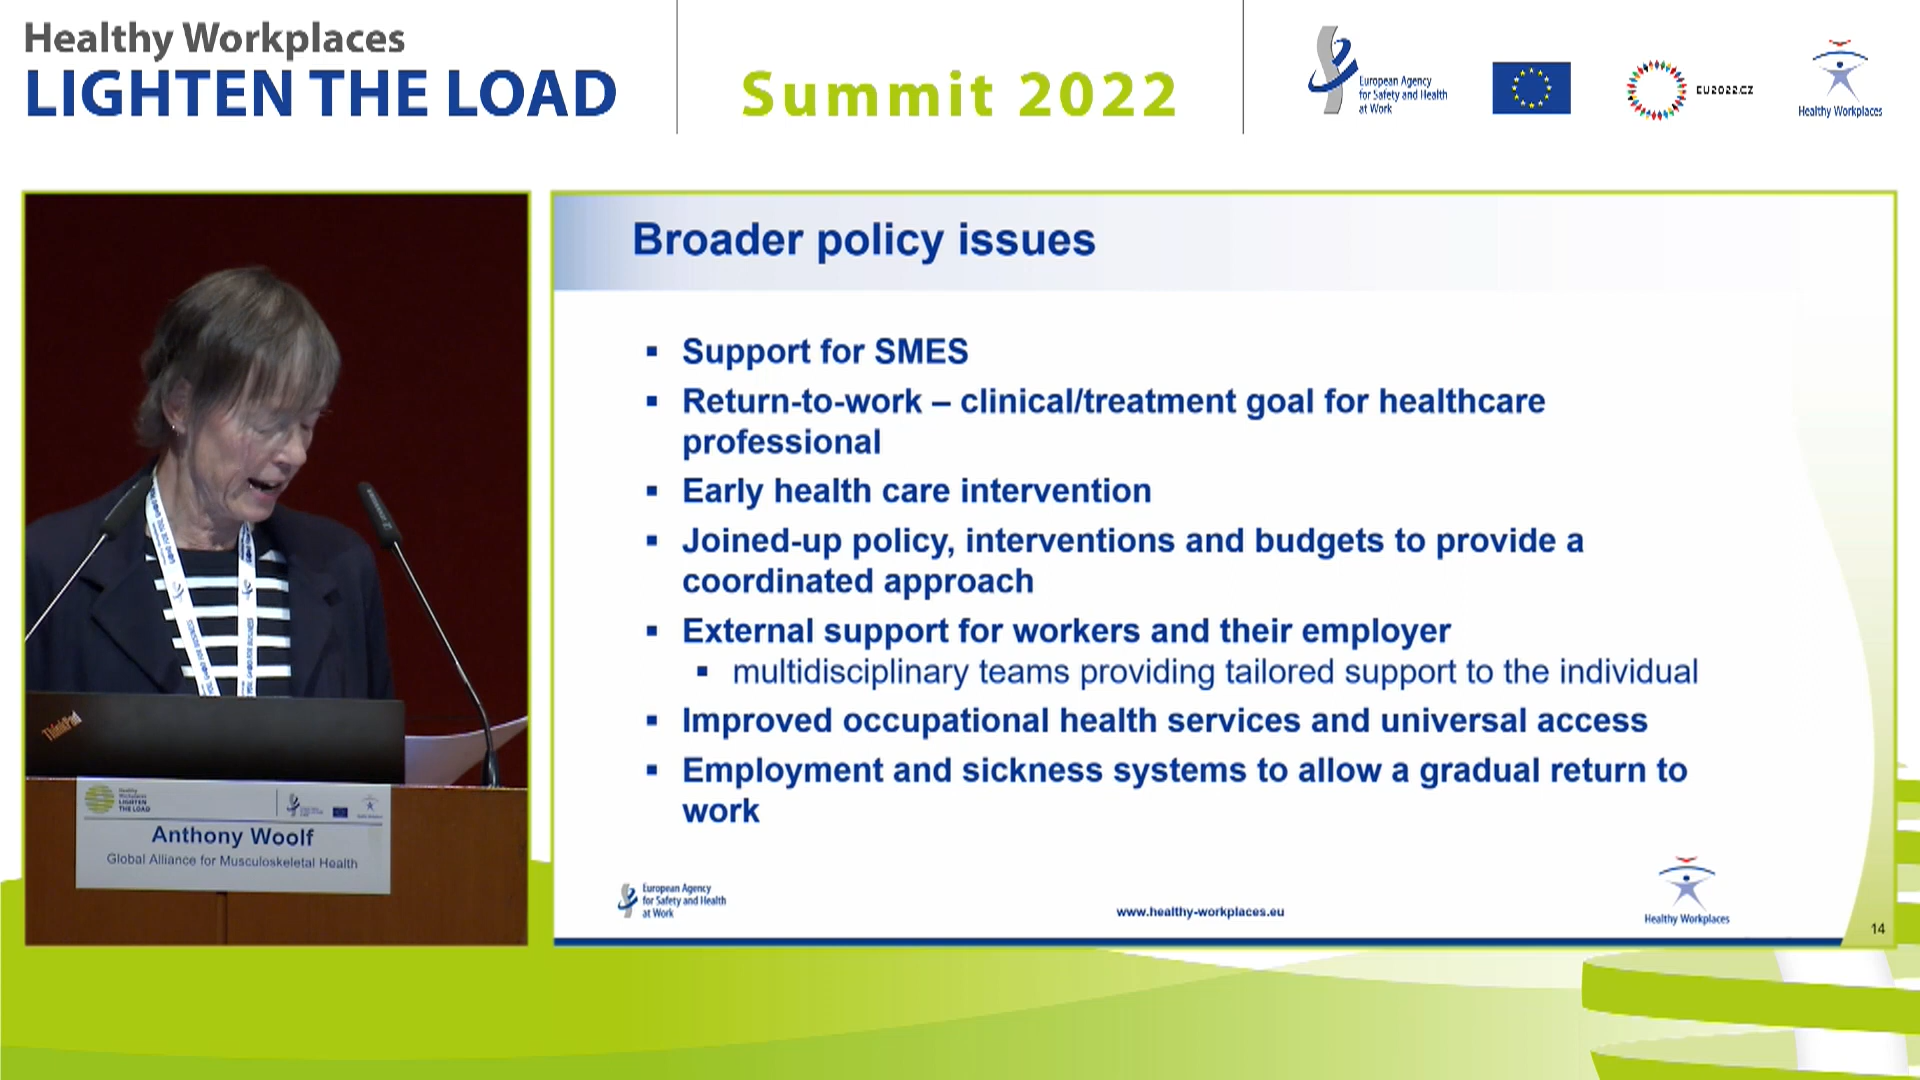 Healthy Workplaces
LIGHTEN THE LOAD
Summit 2022
European Agency
for Safety and Health
at Work
EU2022.CZ
Healthy Workplaces
Broader policy issues
Support for SMES
Return-to-work – clinical/treatment goal for healthcare
professional
Early health care intervention
Joined-up policy, interventions and budgets to provide a
coordinated approach
External support for workers and their employer
multidisciplinary teams providing tailored support to the individual
Improved occupational health services and universal access
Employment and sickness systems to allow a gradual return to
work
European Agency
for Safety and Health
at Work
www.healthy-workplaces.eu
Healthy Workplaces
14
ThinkPad
Healthy
Workplaces
LIGHTEN
THE LOAD
Anthony Woolf
Global Alliance for Musculoskeletal Health